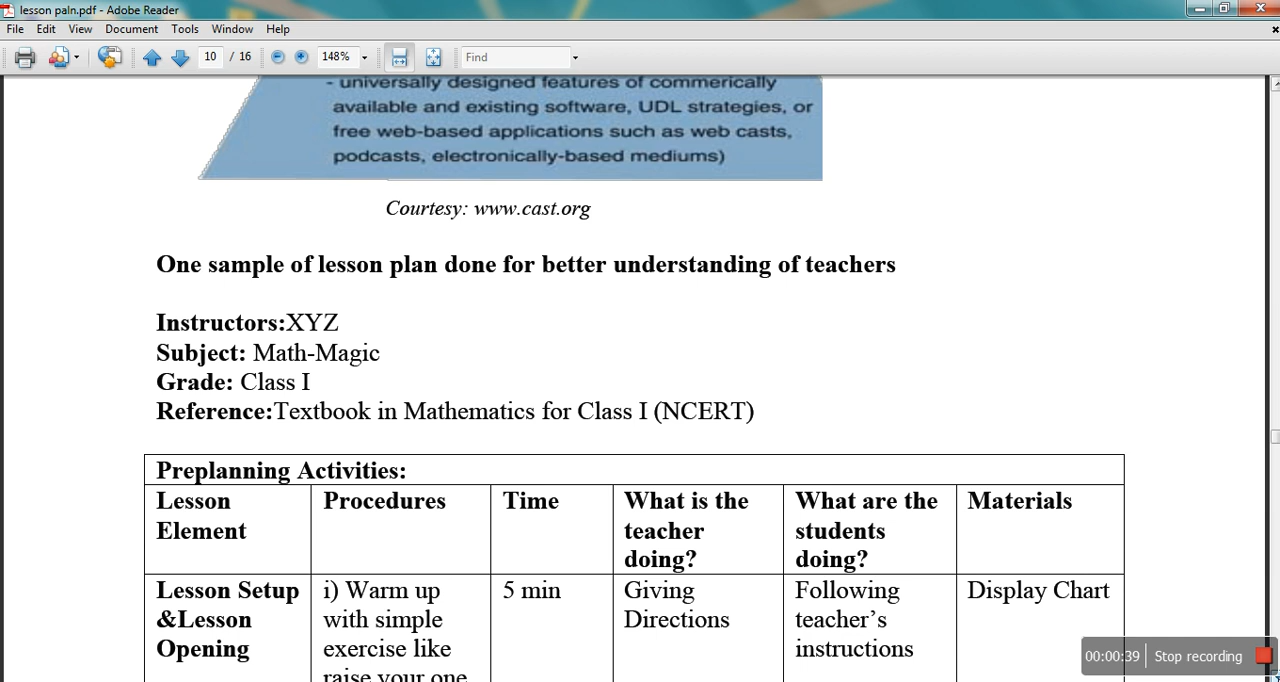 lesson paln.pdf - Adobe Reader
File Edit View Document Tools Window Help
10 / 16 148% Find
- universally designed features of commerically
available and existing software, UDL strategies, or
free web-based applications such as web casts,
podcasts, electronically-based mediums)
Courtesy: www.cast.org
One sample of lesson plan done for better understanding of teachers
Instructors:XYZ
Subject: Math-Magic
Grade: Class I
Reference:Textbook in Mathematics for Class I (NCERT)
Preplanning Activities:
Lesson Procedures Time What is the What are the Materials
Element teacher students
doing? doing?
Lesson Setup i) Warm up 5 min Giving Following Display Chart
&Lesson with simple Directions teacher’s
Opening exercise like instructions
raise your one
00:00:39 Stop recording